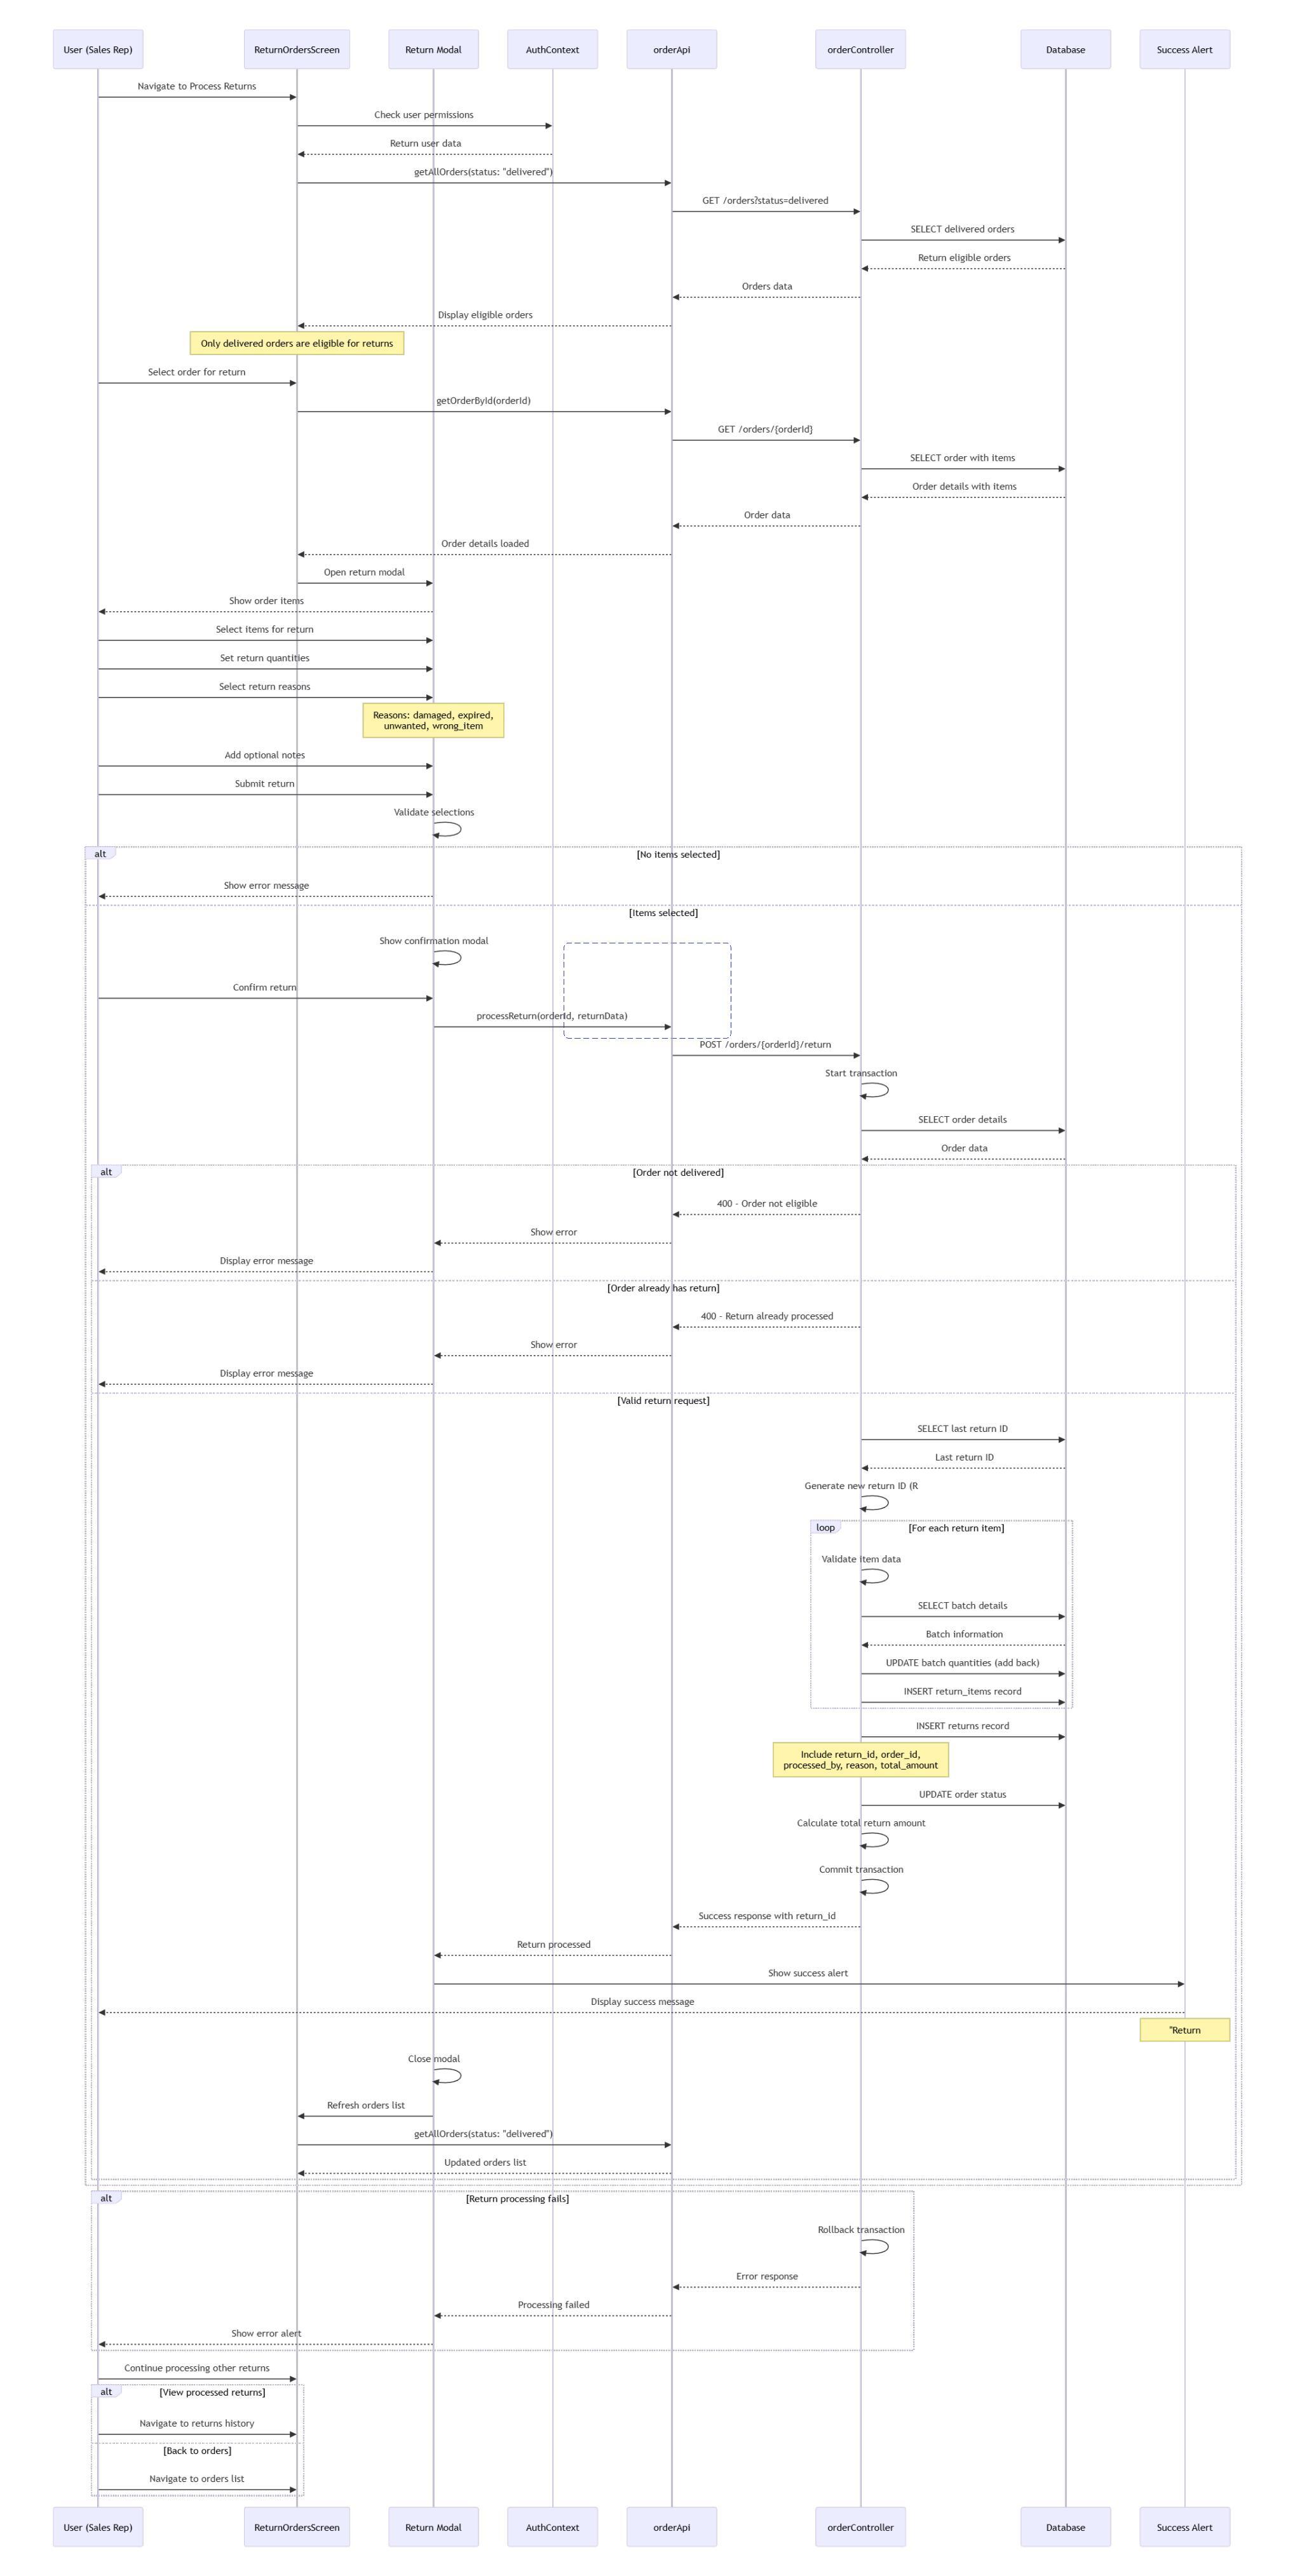 User (Sales Rep)
ReturnOrdersScreen
Return Modal
AuthContext
orderApi
orderController
Database
Success Alert
Navigate to Process Returns
Check user permissions
Return user data
getAllOrders(status: "delivered")
GET /orders?status=delivered
SELECT delivered orders
Return eligible orders
Orders data
Display eligible orders
Only delivered orders are eligible for returns
Select order for return
getOrderById(orderId)
GET /orders/{orderId}
SELECT order with items
Order details with items
Order data
Order details loaded
Open return modal
Show order items
Select items for return
Set return quantities
Select return reasons
Reasons: damaged, expired,
unwanted, wrong_item
Add optional notes
Submit return
Validate selections
alt
[No items selected]
Show error message
[Items selected]
Show confirmation modal
Confirm return
processReturn(orderId, returnData)
POST /orders/{orderId}/return
Start transaction
SELECT order details
Order data
alt
[Order not delivered]
400 - Order not eligible
Show error
Display error message
[Order already has return]
400 - Return already processed
Show error
Display error message
[Valid return request]
SELECT last return ID
Last return ID
Generate new return ID (R
loop
[For each return item]
Validate item data
SELECT batch details
Batch information
UPDATE batch quantities (add back)
INSERT return_items record
INSERT returns record
Include return_id, order_id,
processed_by, reason, total_amount
UPDATE order status
Calculate total return amount
Commit transaction
Success response with return_id
Return processed
Show success alert
Display success message
"Return
Close modal
Refresh orders list
getAllOrders(status: "delivered")
Updated orders list
alt
[Return processing fails]
Rollback transaction
Error response
Processing failed
Show error alert
Continue processing other returns
alt
[View processed returns]
Navigate to returns history
[Back to orders]
Navigate to orders list
User (Sales Rep)
ReturnOrdersScreen
Return Modal
AuthContext
orderApi
orderController
Database
Success Alert